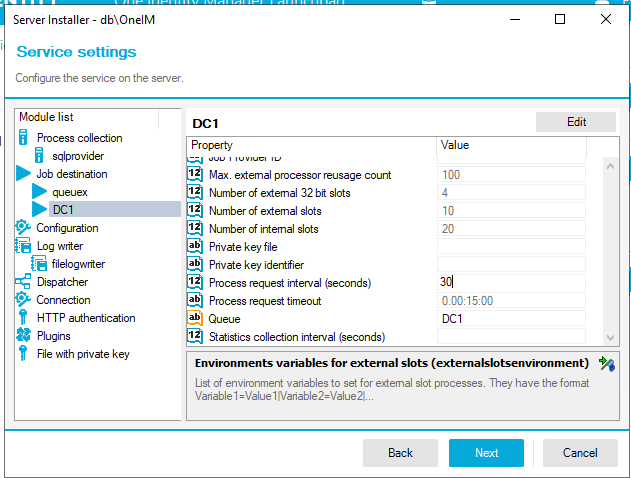 One Identity Manager Launchpad
Server Installer - db\OneIM
Service settings
Configure the service on the server.
Module list
Process collection
sqlprovider
Job destination
queuex
DC1
Configuration
Log writer
filelogwriter
Dispatcher
Connection
HTTP authentication
Plugins
File with private key
DC1
Edit
Property Value
Job Provider ID
Max. external processor reusage count 100
Number of external 32 bit slots 4
Number of external slots 10
Number of internal slots 20
Private key file
Private key identifier
Process request interval (seconds) 30
Process request timeout 0.00:15:00
Queue DC1
Statistics collection interval (seconds)
Environments variables for external slots (externalslotsenvironment)
List of environment variables to set for external slot processes. They have the format
Variable1=Value1|Variable2=Value2|...
Back Next Cancel